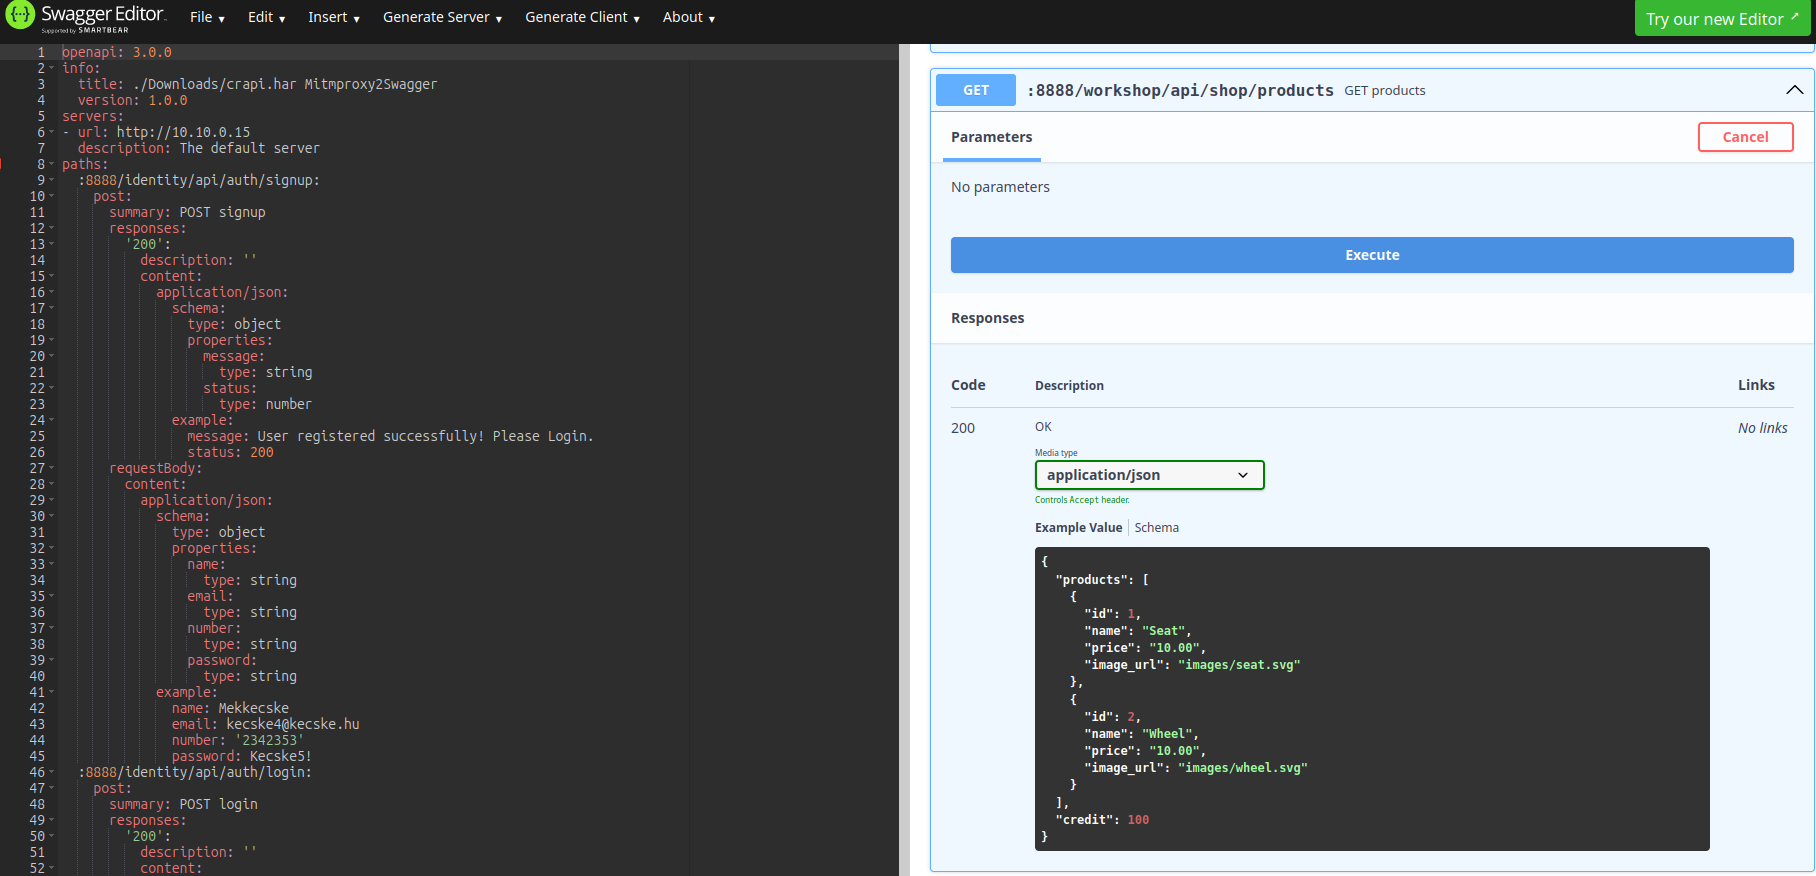 Swagger Editor
Supported by SMARTBEAR
File
Edit
Insert
Generate Server
Generate Client
About
Try our new Editor
1 openapi: 3.0.0
2 info:
3 title: ./Downloads/crapi.har Mitmproxy2Swagger
4 version: 1.0.0
5 servers:
6 - url: http://10.10.0.15
7 description: The default server
8 paths:
9 :8888/identity/api/auth/signup:
10 post:
11 summary: POST signup
12 responses:
13 '200':
14 description: ''
15 content:
16 application/json:
17 schema:
18 type: object
19 properties:
20 message:
21 type: string
22 status:
23 type: number
24 example:
25 message: User registered successfully! Please Login.
26 status: 200
27 requestBody:
28 content:
29 application/json:
30 schema:
31 type: object
32 properties:
33 name:
34 type: string
35 email:
36 type: string
37 number:
38 type: string
39 password:
40 type: string
41 example:
42 name: Mekkecske
43 email: kecske4@kecske.hu
44 number: '2342353'
45 password: Kecske5!
46 :8888/identity/api/auth/login:
47 post:
48 summary: POST login
49 responses:
50 '200':
51 description: ''
52 content:
GET :8888/workshop/api/shop/products GET products
Parameters
Cancel
No parameters
Execute
Responses
Code Description Links
200 OK No links
Media type
application/json
Controls Accept header.
Example Value Schema
{
"products": [
{
"id": 1,
"name": "Seat",
"price": "10.00",
"image_url": "images/seat.svg"
},
{
"id": 2,
"name": "Wheel",
"price": "10.00",
"image_url": "images/wheel.svg"
}
],
"credit": 100
}